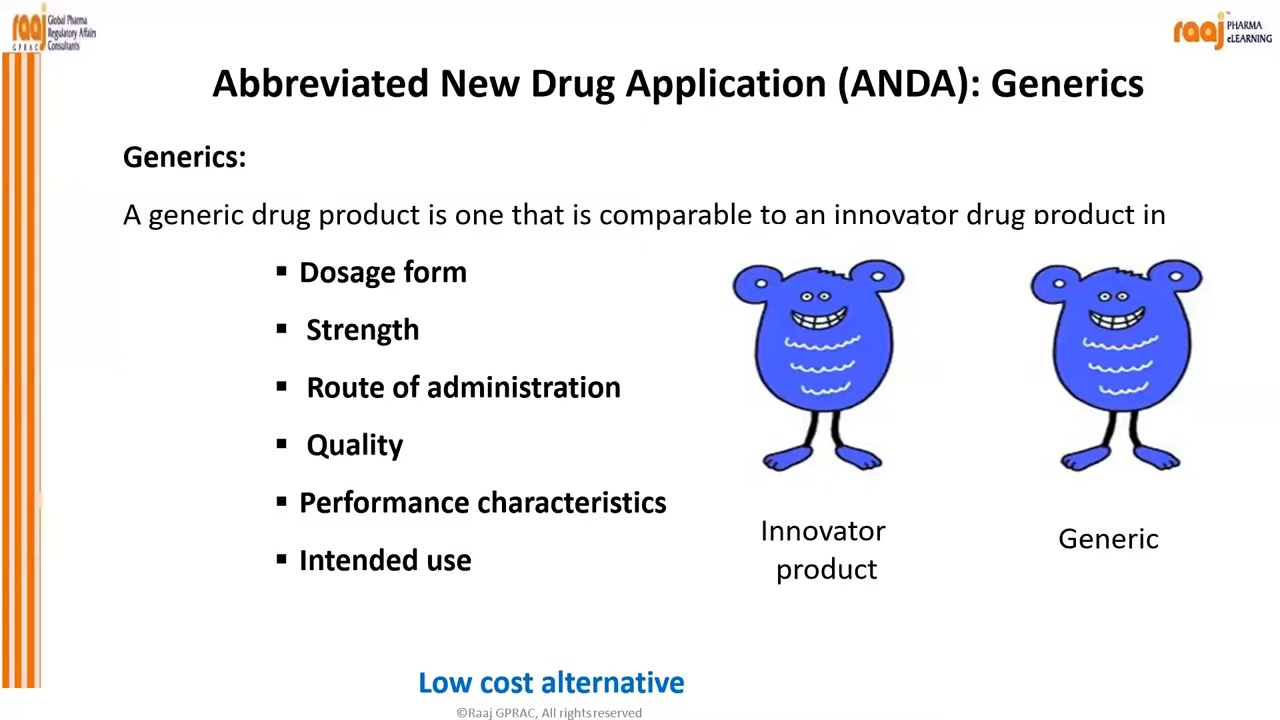 raaj Global Pharma
Regulatory Affairs
GPRAC Consultants
raaj PHARMA
eLEARNING
Abbreviated New Drug Application (ANDA): Generics
Generics:
A generic drug product is one that is comparable to an innovator drug product in
▪ Dosage form
▪ Strength
▪ Route of administration
▪ Quality
▪ Performance characteristics
▪ Intended use
Innovator
product
Generic
Low cost alternative
©Raaj GPRAC, All rights reserved